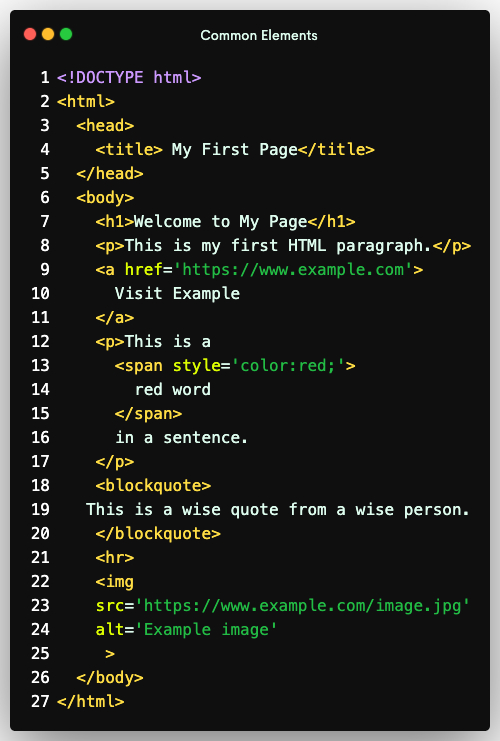 Common Elements
1 <!DOCTYPE html>
2 <html>
3   <head>
4     <title> My First Page</title>
5   </head>
6   <body>
7     <h1>Welcome to My Page</h1>
8     <p>This is my first HTML paragraph.</p>
9     <a href='https://www.example.com'>
10       Visit Example
11     </a>
12     <p>This is a
13       <span style='color:red;'>
14         red word
15       </span>
16       in a sentence.
17     </p>
18     <blockquote>
19    This is a wise quote from a wise person.
20     </blockquote>
21     <hr>
22     <img
23     src='https://www.example.com/image.jpg'
24     alt='Example image'
25      >
26   </body>
27 </html>